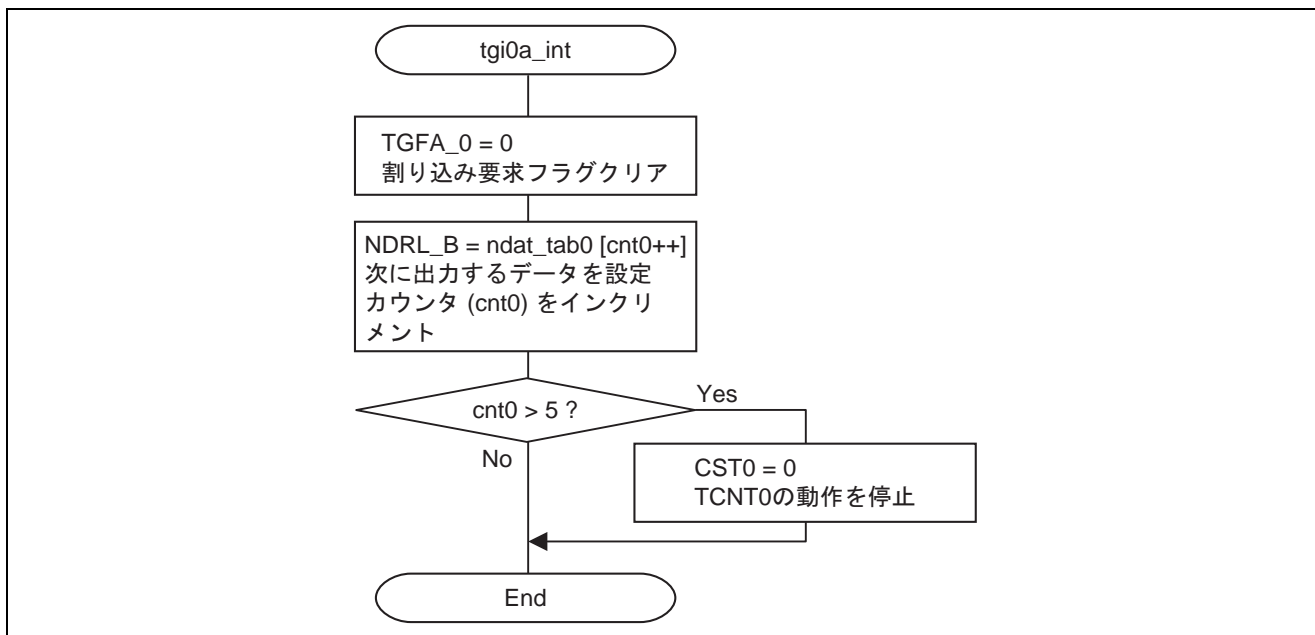 tgi0a_int
TGFA_0 = 0
割り込み要求フラグクリア
NDRL_B = ndat_tab0 [cnt0++]
次に出力するデータを設定
カウンタ (cnt0) をインクリ
メント
cnt0 > 5 ?
Yes
No
CST0 = 0
TCNT0の動作を停止
End